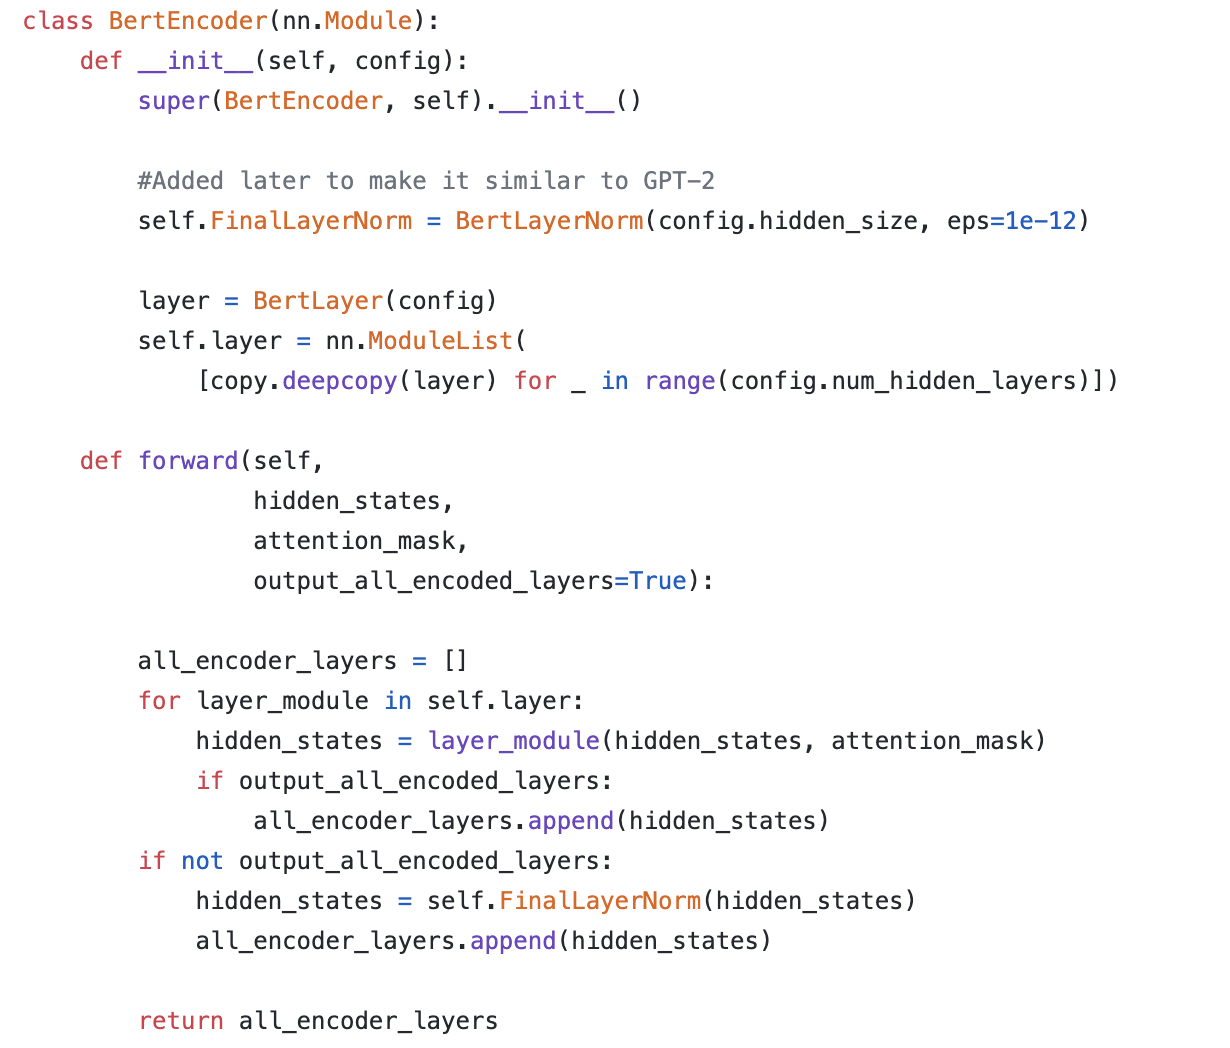 class BertEncoder(nn.Module):
    def __init__(self, config):
        super(BertEncoder, self).__init__()

        #Added later to make it similar to GPT-2
        self.FinalLayerNorm = BertLayerNorm(config.hidden_size, eps=1e-12)

        layer = BertLayer(config)
        self.layer = nn.ModuleList(
            [copy.deepcopy(layer) for _ in range(config.num_hidden_layers)])

    def forward(self,
                hidden_states,
                attention_mask,
                output_all_encoded_layers=True):

        all_encoder_layers = []
        for layer_module in self.layer:
            hidden_states = layer_module(hidden_states, attention_mask)
            if output_all_encoded_layers:
                all_encoder_layers.append(hidden_states)
        if not output_all_encoded_layers:
            hidden_states = self.FinalLayerNorm(hidden_states)
            all_encoder_layers.append(hidden_states)

        return all_encoder_layers